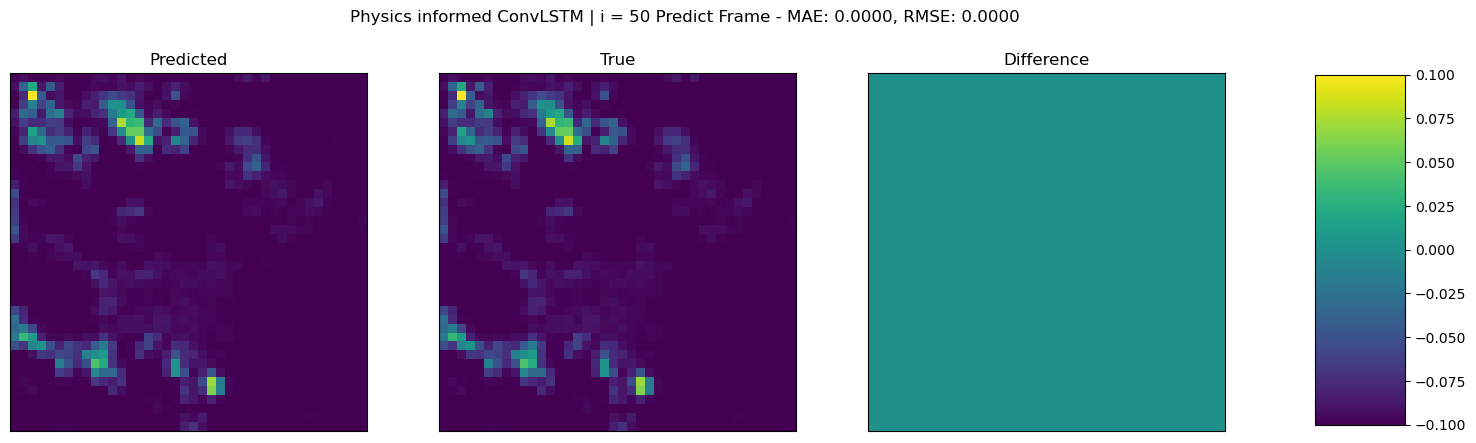 Physics informed ConvLSTM | i = 50 Predict Frame - MAE: 0.0000, RMSE: 0.0000
Predicted
True
Difference
0.100
0.075
0.050
0.025
0.000
−0.025
−0.050
−0.075
−0.100